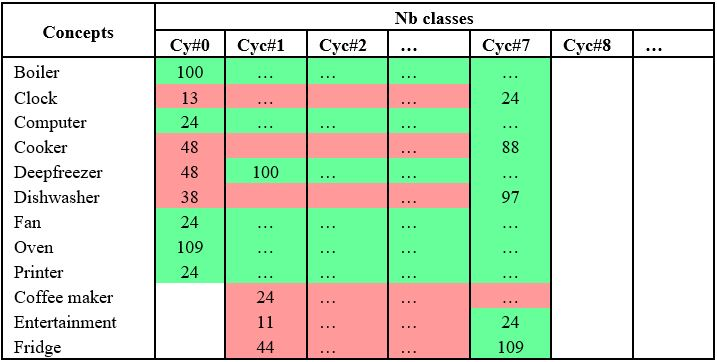 Concepts Nb classes
Cy#0 Cyc#1 Cyc#2 … Cyc#7 Cyc#8 …
Boiler 100 … … … …
Clock 13 … … 24
Computer 24 … … … …
Cooker 48 … 88
Deepfreezer 48 100 … … …
Dishwasher 38 … 97
Fan 24 … … … …
Oven 109 … … … …
Printer 24 … … … …
Coffee maker 24 … … …
Entertainment 11 … … 24
Fridge 44 … … 109